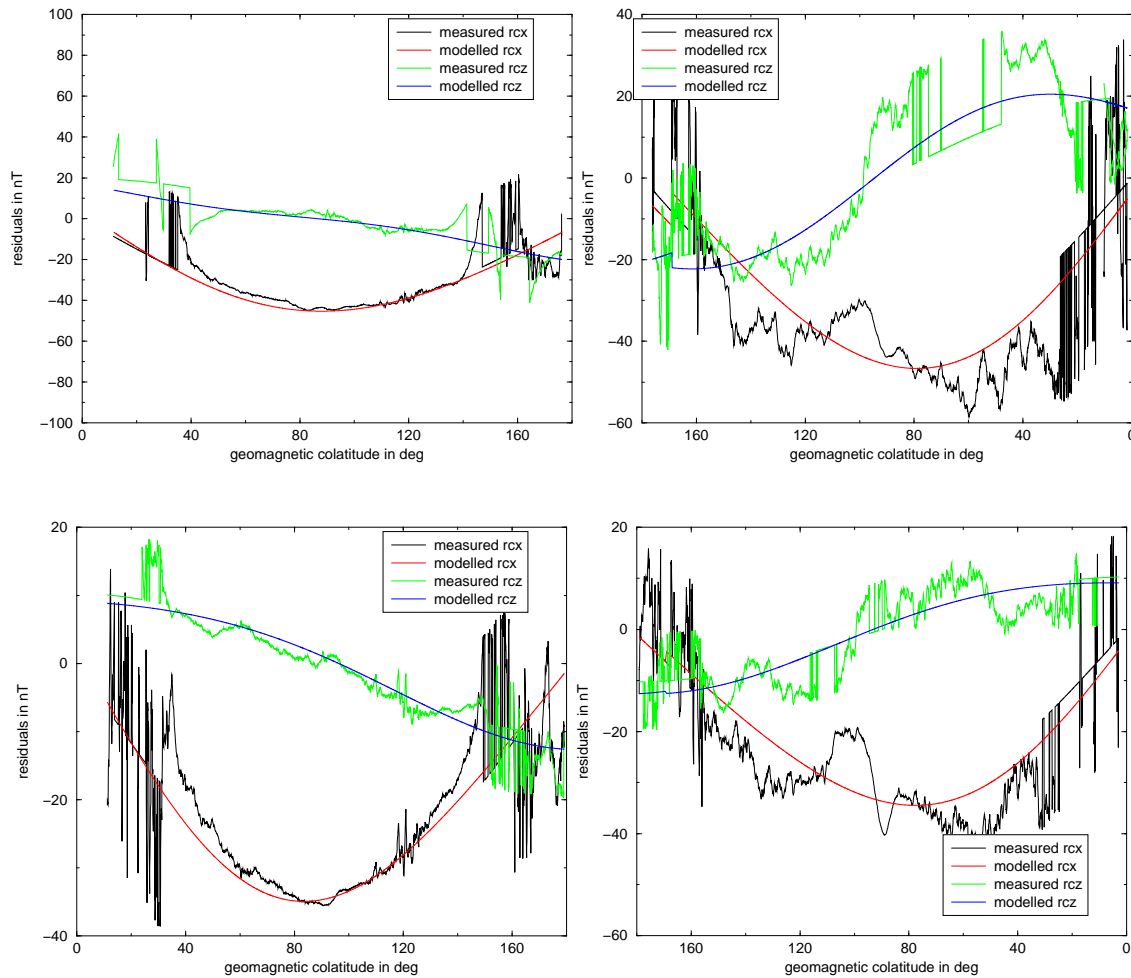 100
80
60
40
20
0
−20
−40
−60
−80
−100
residuals in nT
0
40
80
120
160
geomagnetic colatitude in deg
measured rcx
modelled rcx
measured rcz
modelled rcz
40
20
0
−20
−40
−60
residuals in nT
160
120
80
40
0
geomagnetic colatitude in deg
measured rcx
modelled rcx
measured rcz
modelled rcz
20
0
−20
−40
residuals in nT
0
40
80
120
160
geomagnetic colatitude in deg
measured rcx
modelled rcx
measured rcz
modelled rcz
20
0
−20
−40
−60
residuals in nT
160
120
80
40
0
geomagnetic colatitude in deg
measured rcx
modelled rcx
measured rcz
modelled rcz